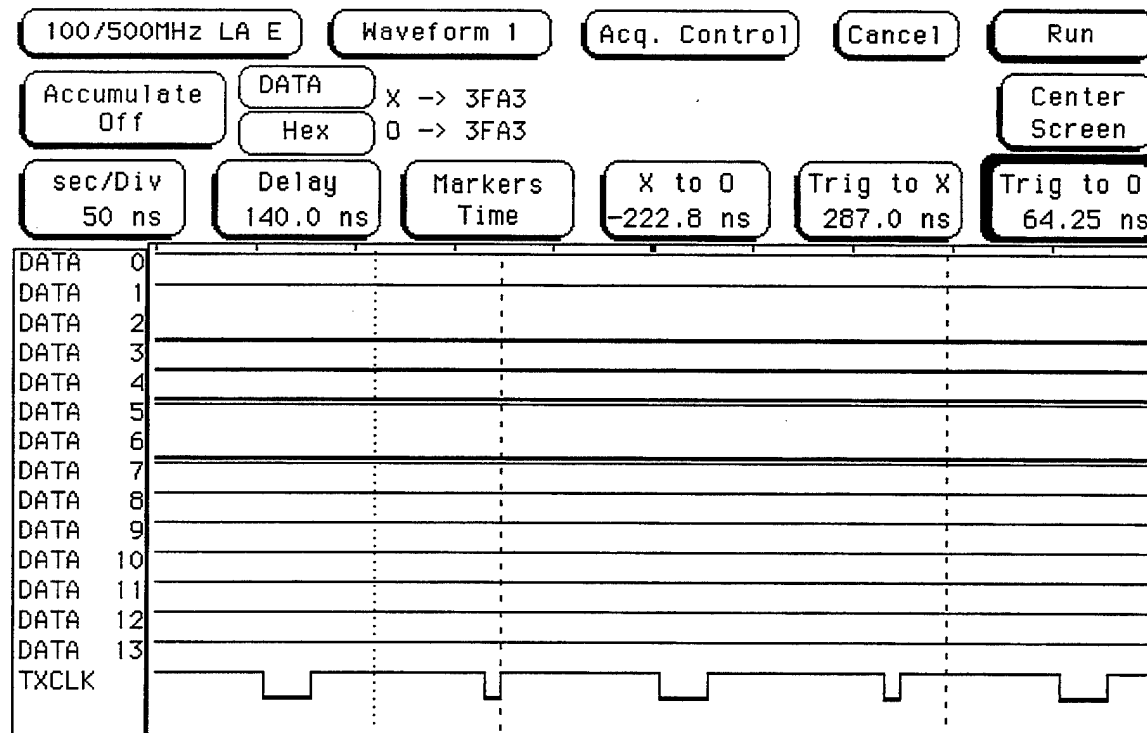 100/500MHz LA E Waveform 1 Acq. Control Cancel Run
Accumulate Off DATA Hex X -> 3FA3
O -> 3FA3 Center Screen
sec/Div Delay Markers X to O Trig to X Trig to O
50 ns 140.0 ns Time -222.8 ns 287.0 ns 64.25 ns
DATA 0
DATA 1
DATA 2
DATA 3
DATA 4
DATA 5
DATA 6
DATA 7
DATA 8
DATA 9
DATA 10
DATA 11
DATA 12
DATA 13
TXCLK